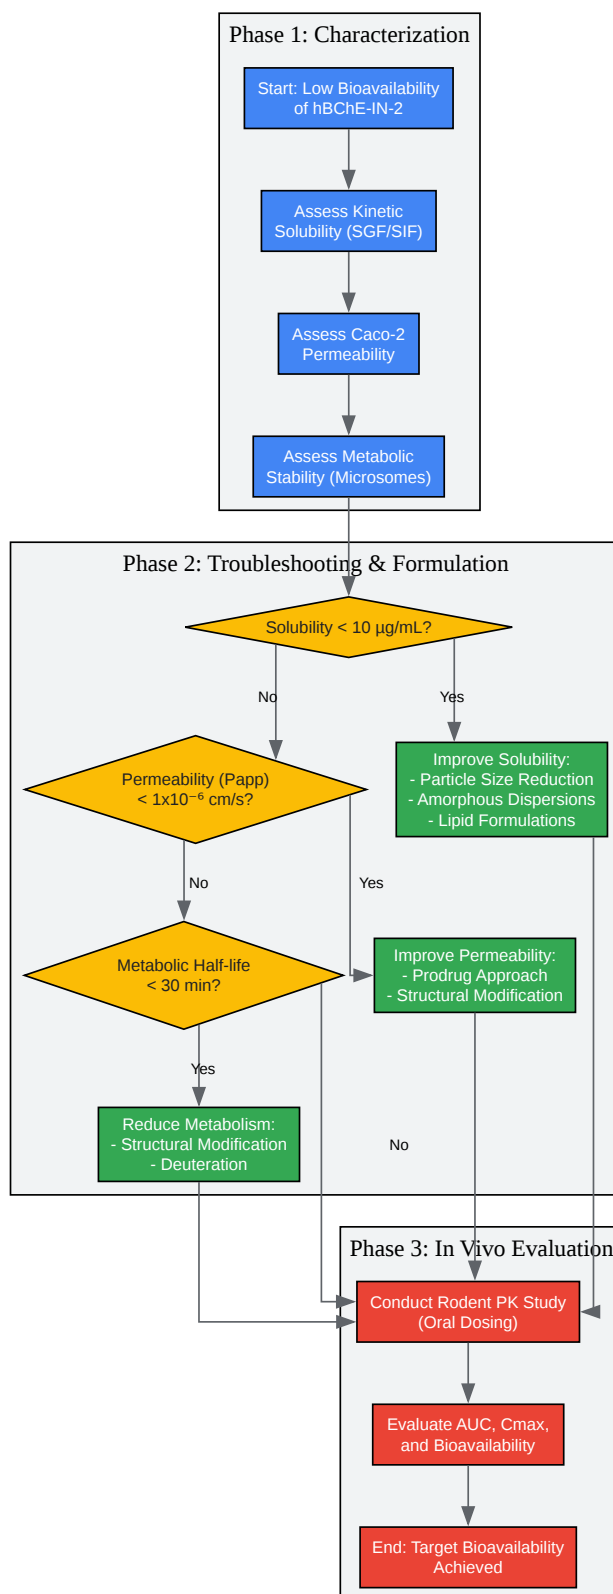 Phase 1: Characterization
Start: Low Bioavailability
of hBChE-IN-2
Assess Kinetic
Solubility (SGF/SIF)
Assess Caco-2
Permeability
Assess Metabolic
Stability (Microsomes)
Phase 2: Troubleshooting & Formulation
Solubility < 10 µg/mL?
No
Yes
Permeability (Papp)
< 1x10⁻⁶ cm/s?
Improve Solubility:
- Particle Size Reduction
- Amorphous Dispersions
- Lipid Formulations
No
Yes
Metabolic Half-life
< 30 min?
Improve Permeability:
- Prodrug Approach
- Structural Modification
Yes
Reduce Metabolism:
- Structural Modification
- Deuteration
No
Phase 3: In Vivo Evaluation
Conduct Rodent PK Study
(Oral Dosing)
Evaluate AUC, Cmax,
and Bioavailability
End: Target Bioavailability
Achieved